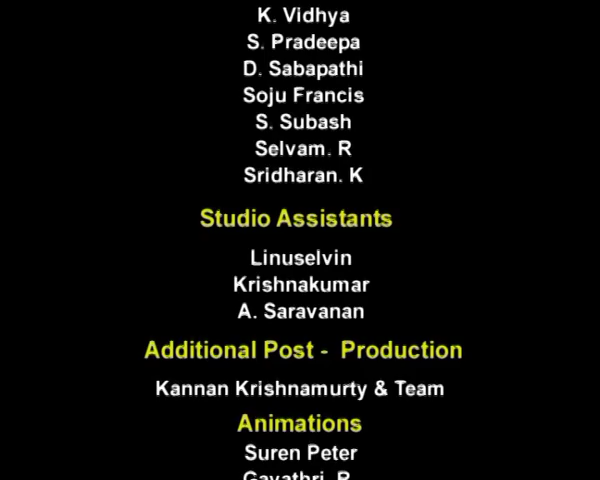 K. Vidhya
S. Pradeepa
D. Sabapathi
Soju Francis
S. Subash
Selvam. R
Sridharan. K
Studio Assistants
Linuselvin
Krishnakumar
A. Saravanan
Additional Post - Production
Kannan Krishnamurty & Team
Animations
Suren Peter
Gayathri. R